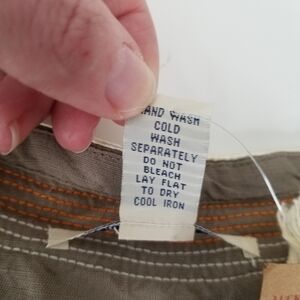 HAND WASH
COLD
WASH
SEPARATELY
DO NOT
BLEACH
LAY FLAT
TO DRY
COOL IRON